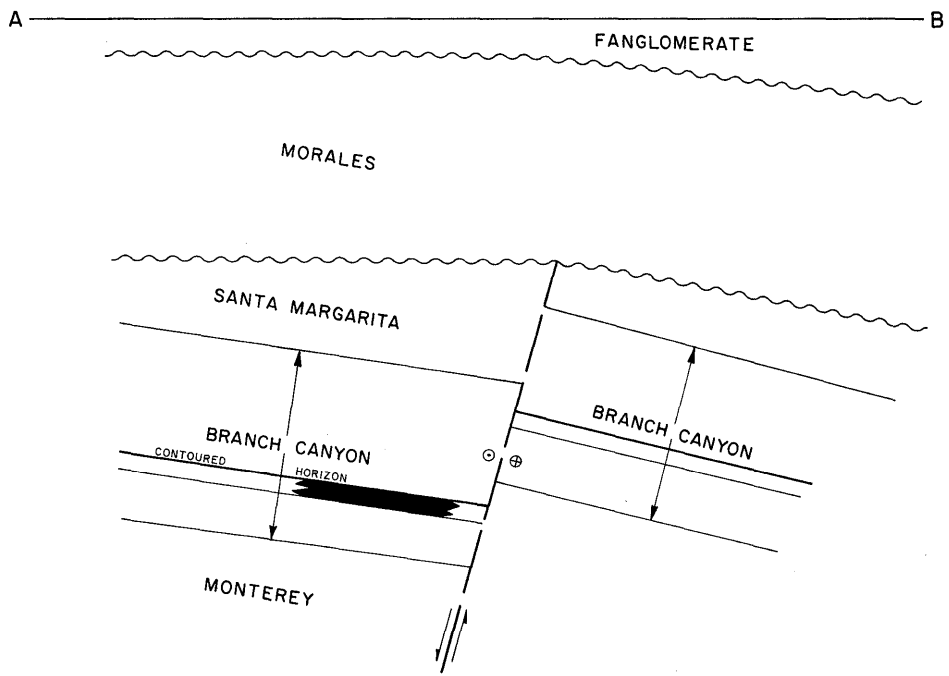 A B
FANGLOMERATE
MORALES
SANTA MARGARITA
BRANCH CANYON
BRANCH CANYON
CONTOURED HORIZON
MONTEREY